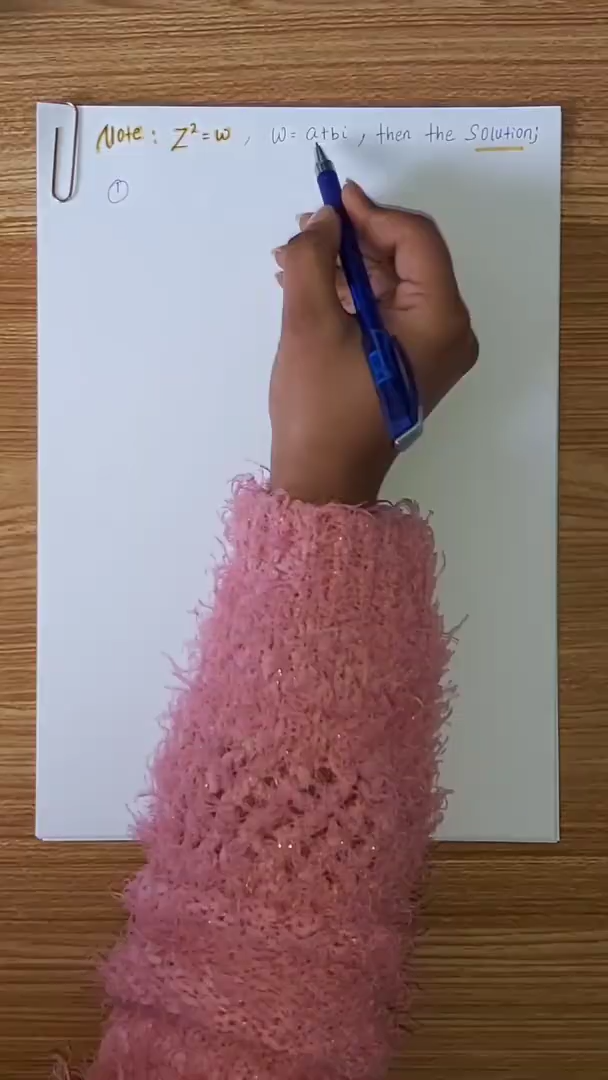 Note : Z² = w , w = a+bi , then the Solution;
①